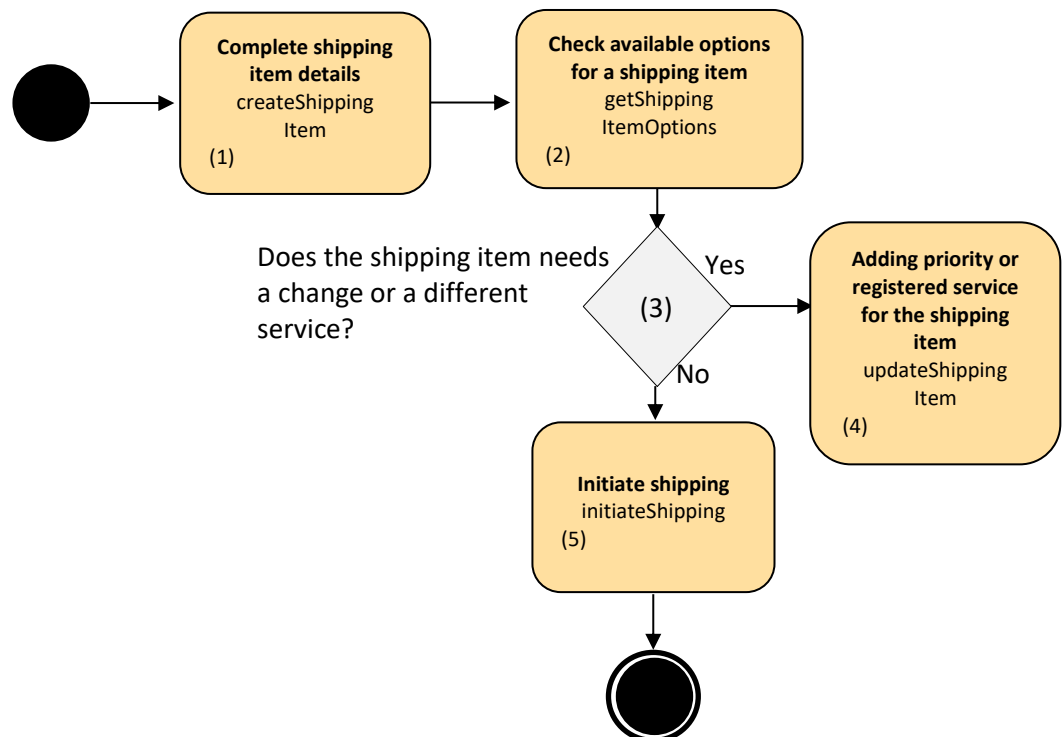 Complete shipping
item details
createShipping
Item
(1)
Check available options
for a shipping item
getShipping
ItemOptions
(2)
Does the shipping item needs
a change or a different
service?
(3)
Yes
No
Adding priority or
registered service
for the shipping
item
updateShipping
Item
(4)
Initiate shipping
initiateShipping
(5)